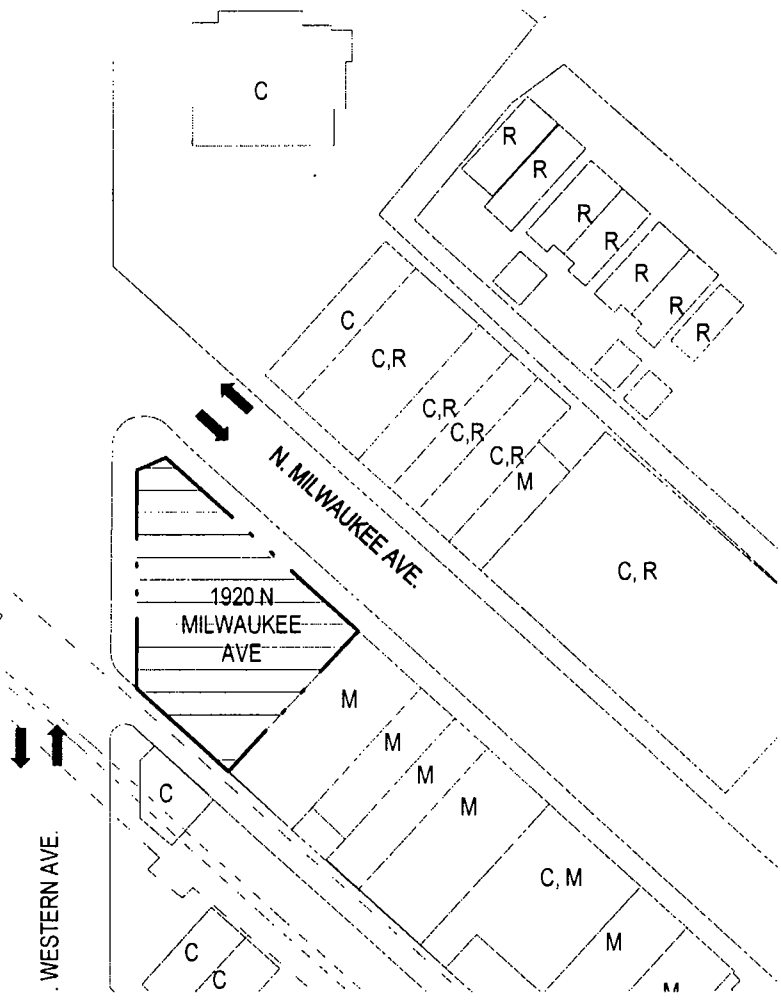 C
R
R
R
R
R
R
R
C
C,R
C,R
C,R
C,R
M
C, R
N. MILWAUKEE AVE.
1920 N
MILWAUKEE
AVE
M
M
M
M
C
C, M
M
M
C
C
. WESTERN AVE.